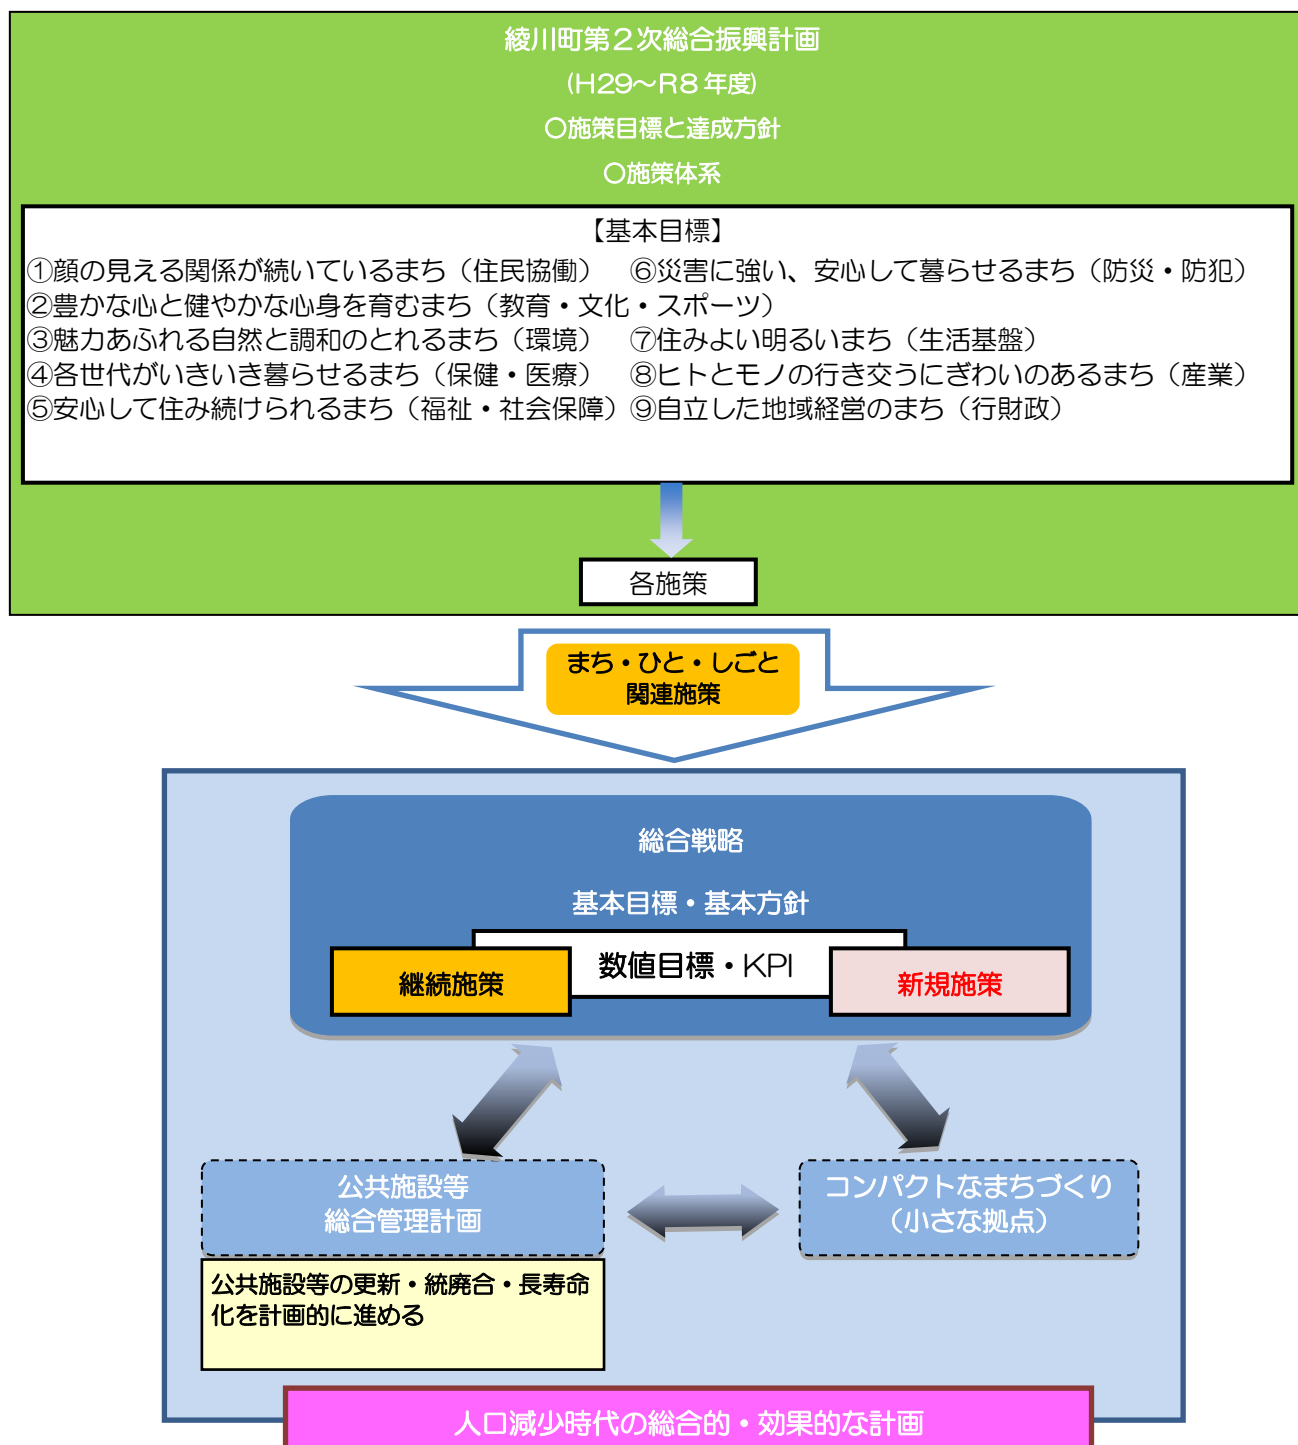 綾川町第２次総合振興計画
(H29～R8 年度)
〇施策目標と達成方針
〇施策体系
【基本目標】
①顔の見える関係が続いているまち（住民協働）　⑥災害に強い、安心して暮らせるまち（防災・防犯）
②豊かな心と健やかな心身を育むまち（教育・文化・スポーツ）
③魅力あふれる自然と調和のとれるまち（環境）　⑦住みよい明るいまち（生活基盤）
④各世代がいきいき暮らせるまち（保健・医療）　⑧ヒトとモノの行き交うにぎわいのあるまち（産業）
⑤安心して住み続けられるまち（福祉・社会保障）⑨自立した地域経営のまち（行財政）
各施策
まち・ひと・しごと
関連施策
総合戦略
基本目標・基本方針
数値目標・KPI
継続施策
新規施策
公共施設等
総合管理計画
コンパクトなまちづくり
（小さな拠点）
公共施設等の更新・統廃合・長寿命
化を計画的に進める
人口減少時代の総合的・効果的な計画